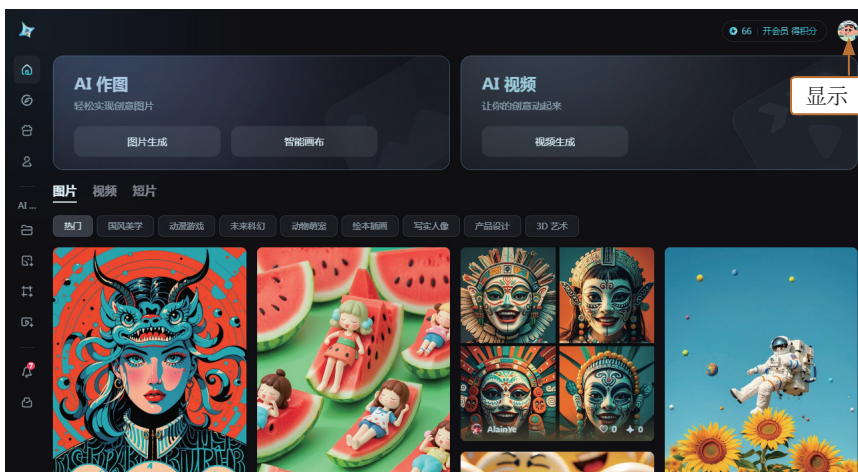 66 开会员 得积分
显示
AI 作图
轻松实现创意图片
图片生成
智能画布
AI 视频
让你的创意动起来
视频生成
AI ...
图片 视频 短片
热门 国风美学 动漫游戏 未来科幻 动物萌宠 绘本插画 写实人像 产品设计 3D 艺术
AlainYe 0 0